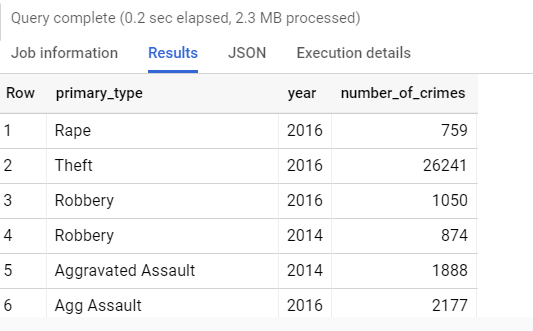 Query complete (0.2 sec elapsed, 2.3 MB processed)
Job information Results JSON Execution details
Row primary_type year number_of_crimes
1 Rape 2016 759
2 Theft 2016 26241
3 Robbery 2016 1050
4 Robbery 2014 874
5 Aggravated Assault 2014 1888
6 Agg Assault 2016 2177